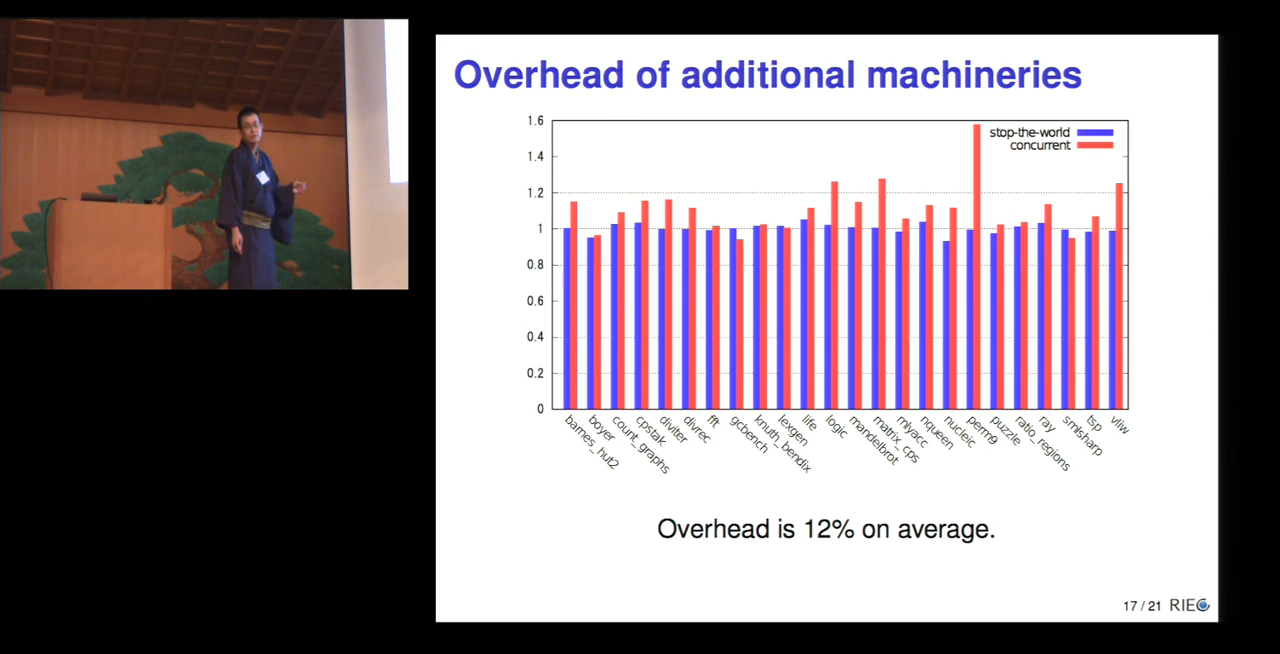 Overhead of additional machineries
1.6
1.4
1.2
1
0.8
0.6
0.4
0.2
0
stop-the-world
concurrent
barnes_hut2
boyer
count_graphs
cpstak
diviter
divrec
fft
gcbench
knuth_bendix
lexgen
life
logic
mandelbrot
matrix_cps
mlyacc
nqueen
nucleic
perm9
puzzle
ratio_regions
ray
smlsharp
tsp
vliw
Overhead is 12% on average.
17 / 21 RIEC